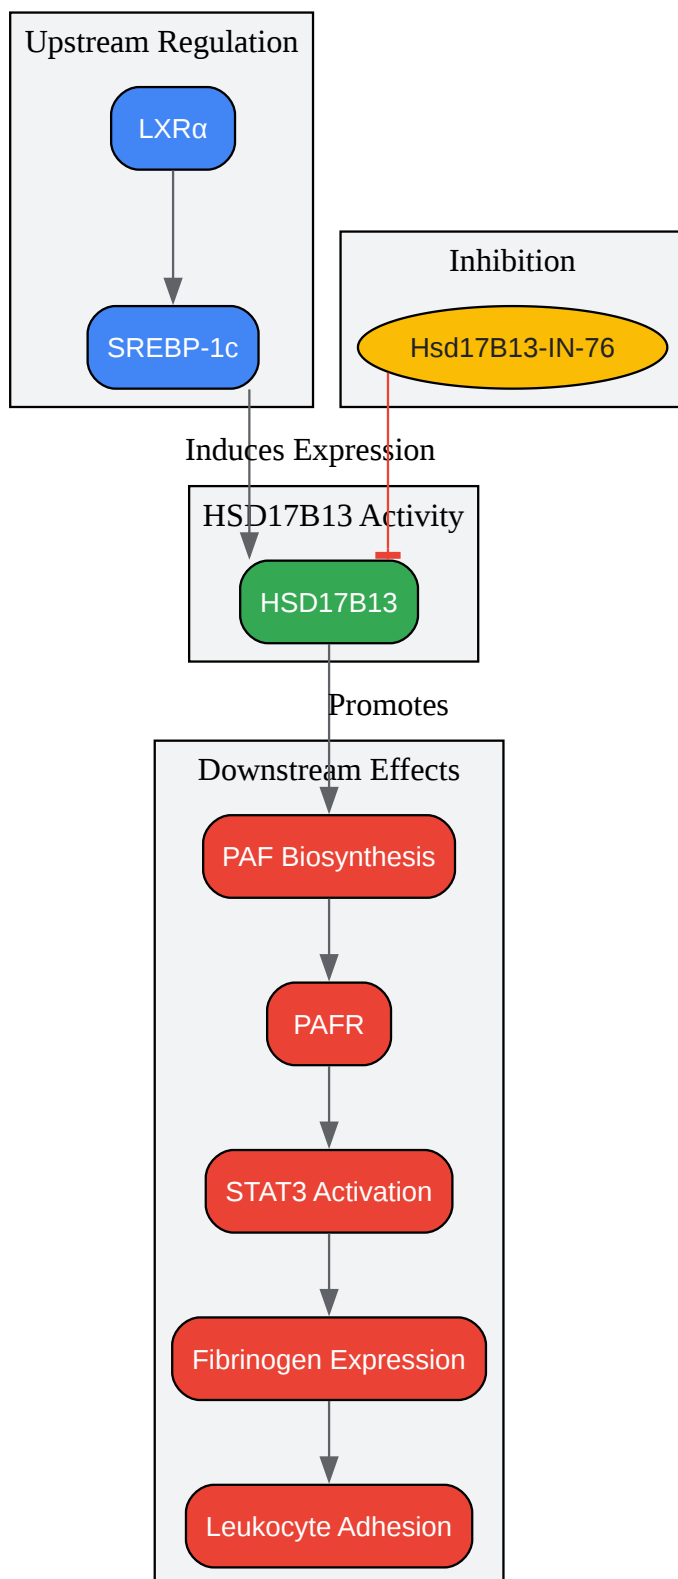 Upstream Regulation
LXRα
SREBP-1c
Inhibition
Hsd17B13-IN-76
Induces Expression
HSD17B13 Activity
HSD17B13
Promotes
Downstream Effects
PAF Biosynthesis
PAFR
STAT3 Activation
Fibrinogen Expression
Leukocyte Adhesion